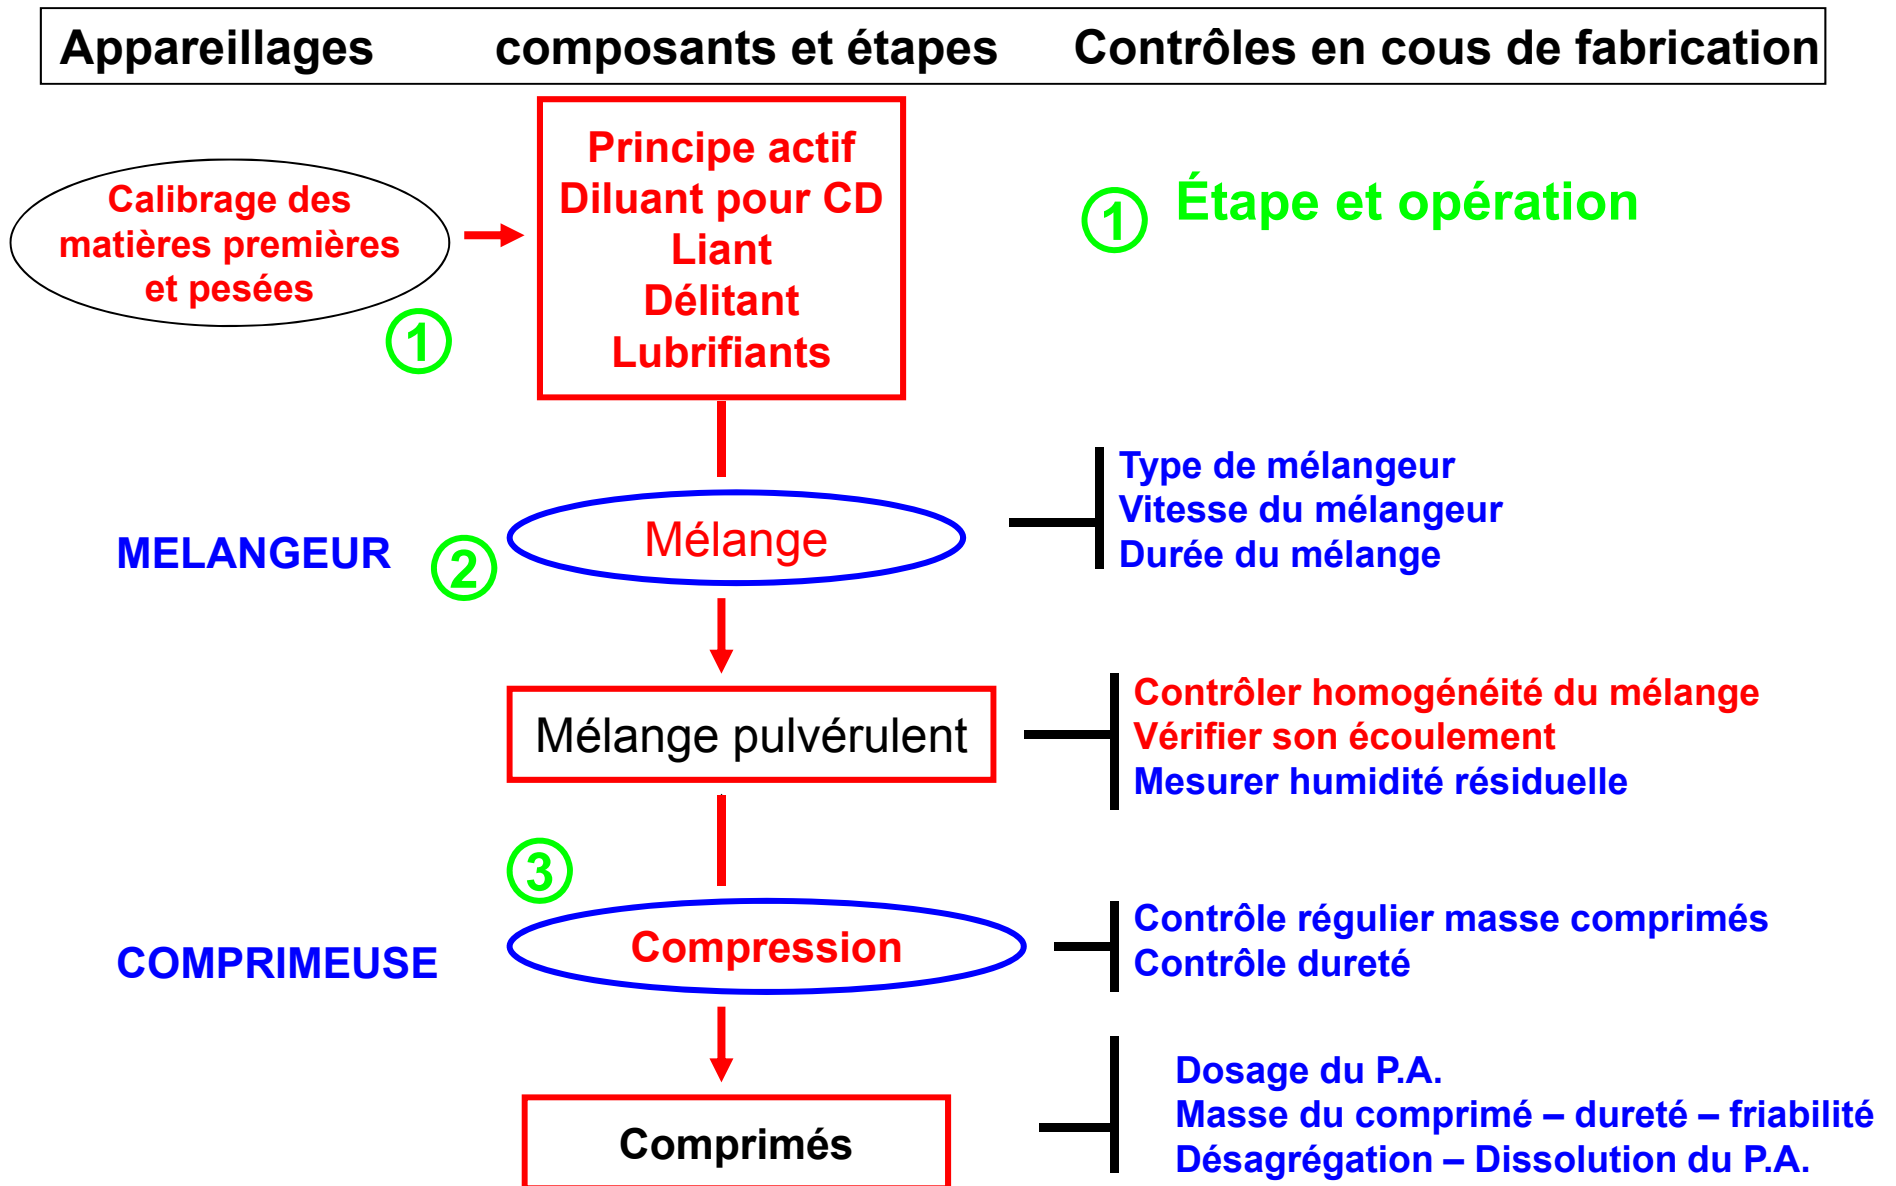 Appareillages composants et étapes Contrôles en cous de fabrication
Principe actif
Diluant pour CD
Liant
Délitant
Lubrifiants
Calibrage des
matières premières
et pesées
1
1 Étape et opération
MELANGEUR
2
Mélange
Type de mélangeur
Vitesse du mélangeur
Durée du mélange
Mélange pulvérulent
Contrôler homogénéité du mélange
Vérifier son écoulement
Mesurer humidité résiduelle
3
COMPRIMEUSE
Compression
Contrôle régulier masse comprimés
Contrôle dureté
Comprimés
Dosage du P.A.
Masse du comprimé – dureté – friabilité
Désagrégation – Dissolution du P.A.